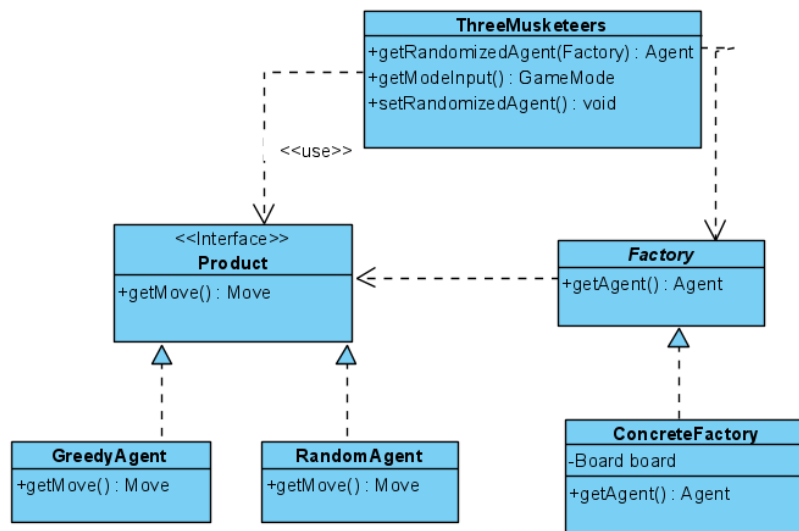 ThreeMusketeers
+getRandomizedAgent(Factory) : Agent
+getModeInput() : GameMode
+setRandomizedAgent() : void
<<use>>
<<Interface>>
Product
+getMove() : Move
Factory
+getAgent() : Agent
GreedyAgent
+getMove() : Move
RandomAgent
+getMove() : Move
ConcreteFactory
-Board board
+getAgent() : Agent